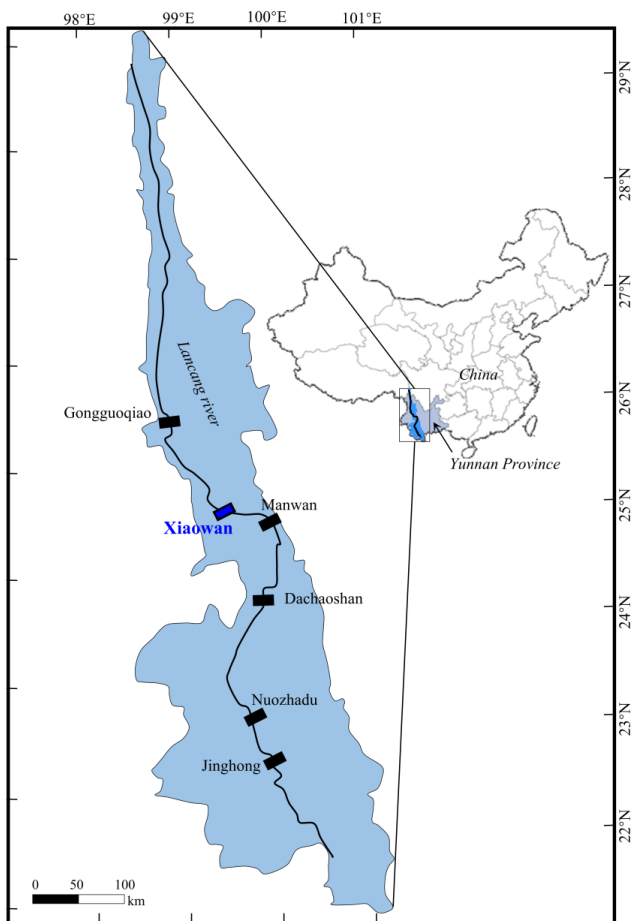 98°E 99°E 100°E 101°E
29°N
28°N
27°N
26°N
25°N
24°N
23°N
22°N
Lancang river
China
Gongguoqiao
Yunnan Province
Manwan
Xiaowan
Dachaoshan
Nuozhadu
Jinghong
0 50 100
km